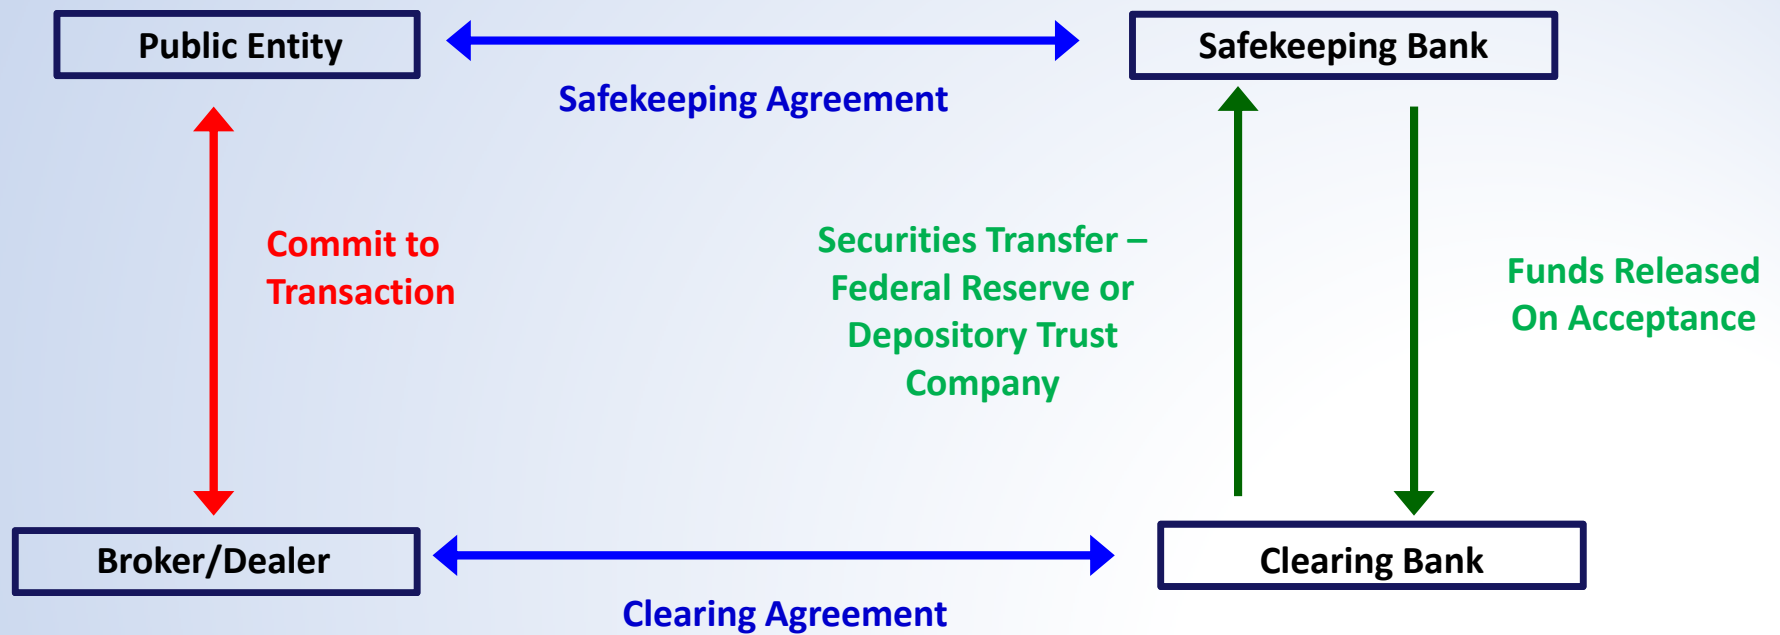 Public Entity
Safekeeping Bank
Safekeeping Agreement
Commit to
Transaction
Securities Transfer –
Federal Reserve or
Depository Trust
Company
Funds Released
On Acceptance
Broker/Dealer
Clearing Bank
Clearing Agreement